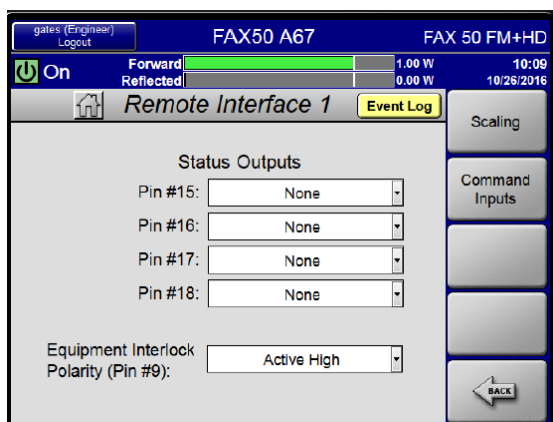 gates (Engineer)
Logout
FAX50 A67
FAX 50 FM+HD
On
Forward
1.00 W
Reflected
0.00 W
10:09
10/26/2016
Remote Interface 1
Event Log
Scaling
Status Outputs
Command
Inputs
Pin #15:
None
Pin #16:
None
Pin #17:
None
Pin #18:
None
Equipment Interlock
Polarity (Pin #9):
Active High
BACK